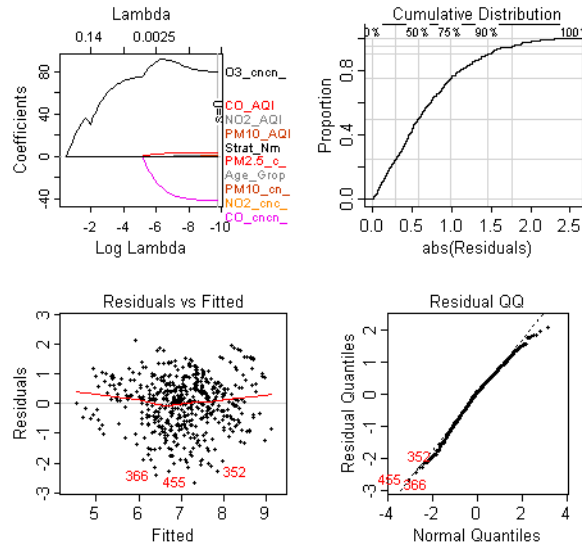 Lambda
0.14 0.0025
Coefficients
80
40
0
-40
-2 -4 -6 -8 -10
Log Lambda
s=0
O3_cncn_
CO_AQI
NO2_AQI
PM10_AQI
Strat_Nm
PM2.5_c_
Age_Grop
PM10_cn_
NO2_cnc_
CO_cncn_
Cumulative Distribution
0 % 50 % 75 % 90 % 100 %
Proportion
0.8
0.4
0.0
0.0 0.5 1.0 1.5 2.0 2.5
abs(Residuals)
Residuals vs Fitted
Residuals
3
2
1
0
-1
-2
-3
366 455 352
5 6 7 8 9
Fitted
Residual QQ
Residual Quantiles
2
1
0
-1
-2
-3
352
455
366
-4 -2 0 2 4
Normal Quantiles